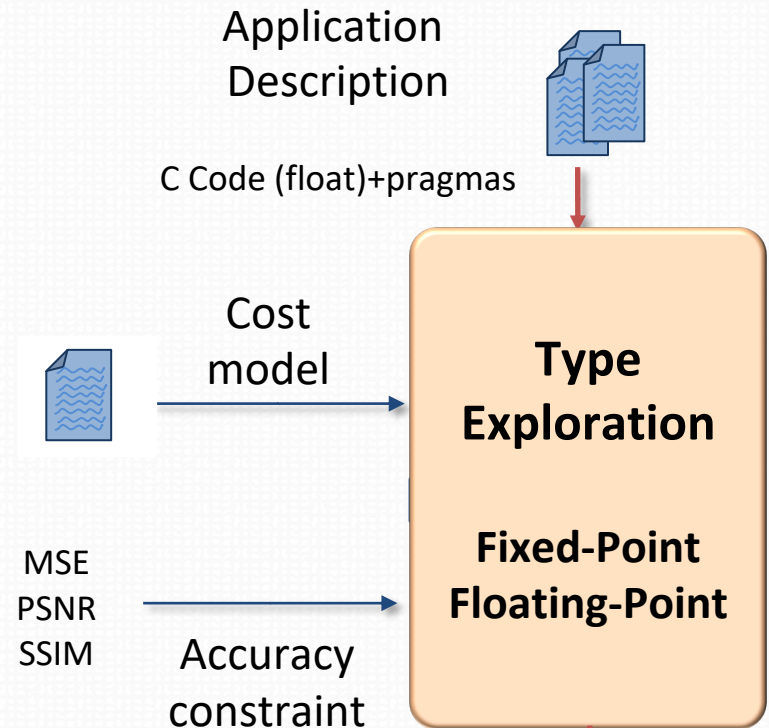 Application
Description
C Code (float)+pragmas
Cost
model
Type
Exploration
Fixed-Point
Floating-Point
MSE
PSNR
SSIM
Accuracy
constraint